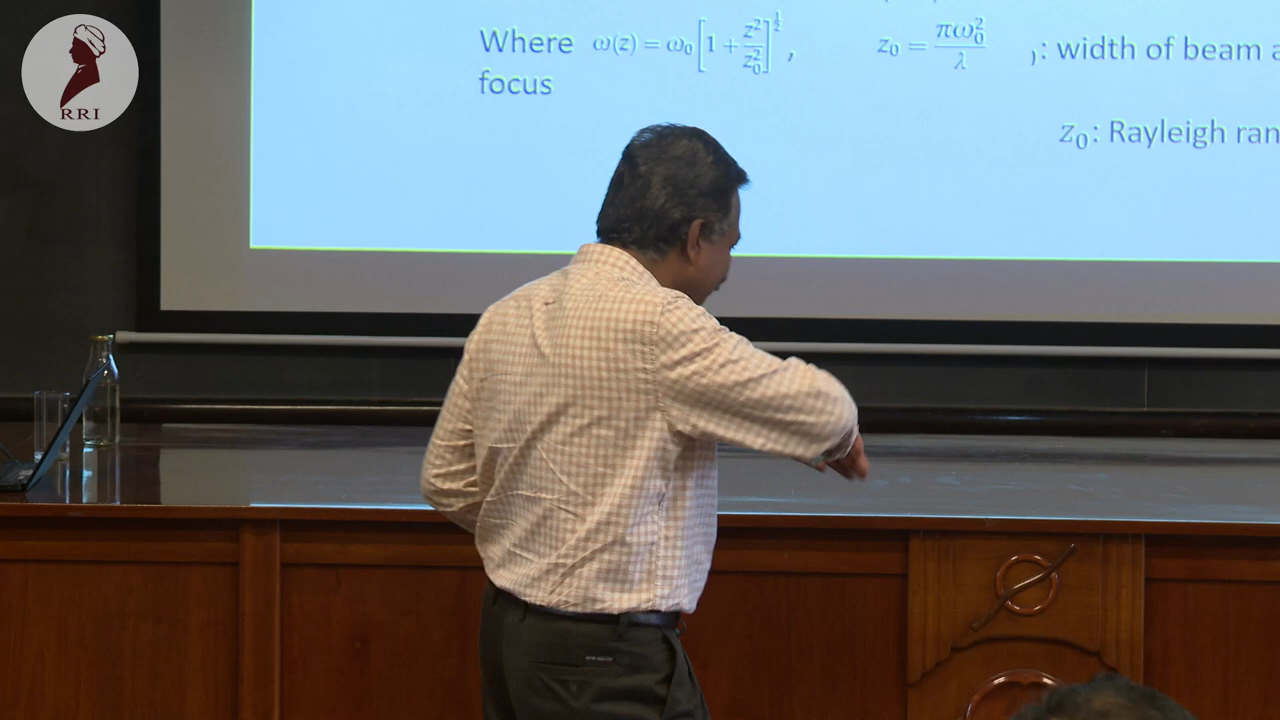 RRI
Where ω(z) = ω₀[1 + z²/z₀²]^½ , z₀ = πω₀²/λ : width of beam a
focus
z₀: Rayleigh ran